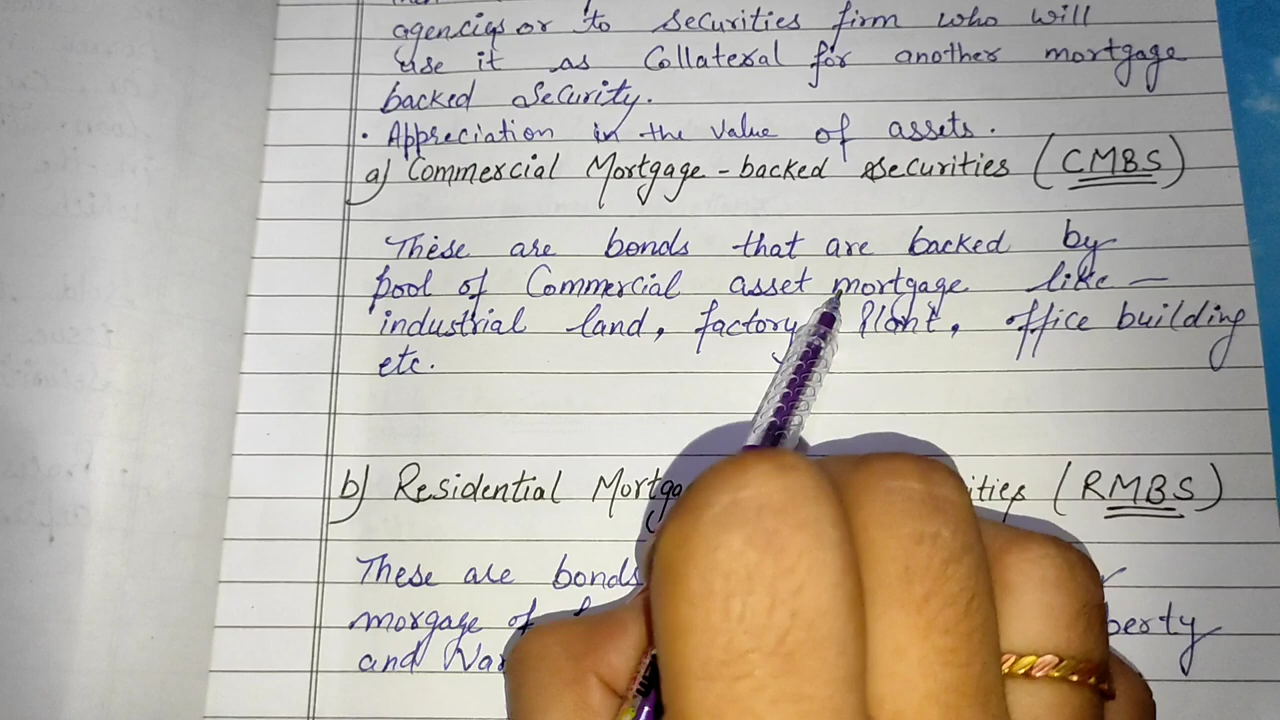 agencies or to securities firm who will
use it as Collateral for another mortgage
backed Security.
• Appreciation in the value of assets.
a) Commercial Mortgage-backed securities (CMBS)
These are bonds that are backed by
pool of Commercial asset mortgage like —
industrial land, factory, Plant, office building
etc.
b) Residential (RMBS)
These are bonds
morgage of
and